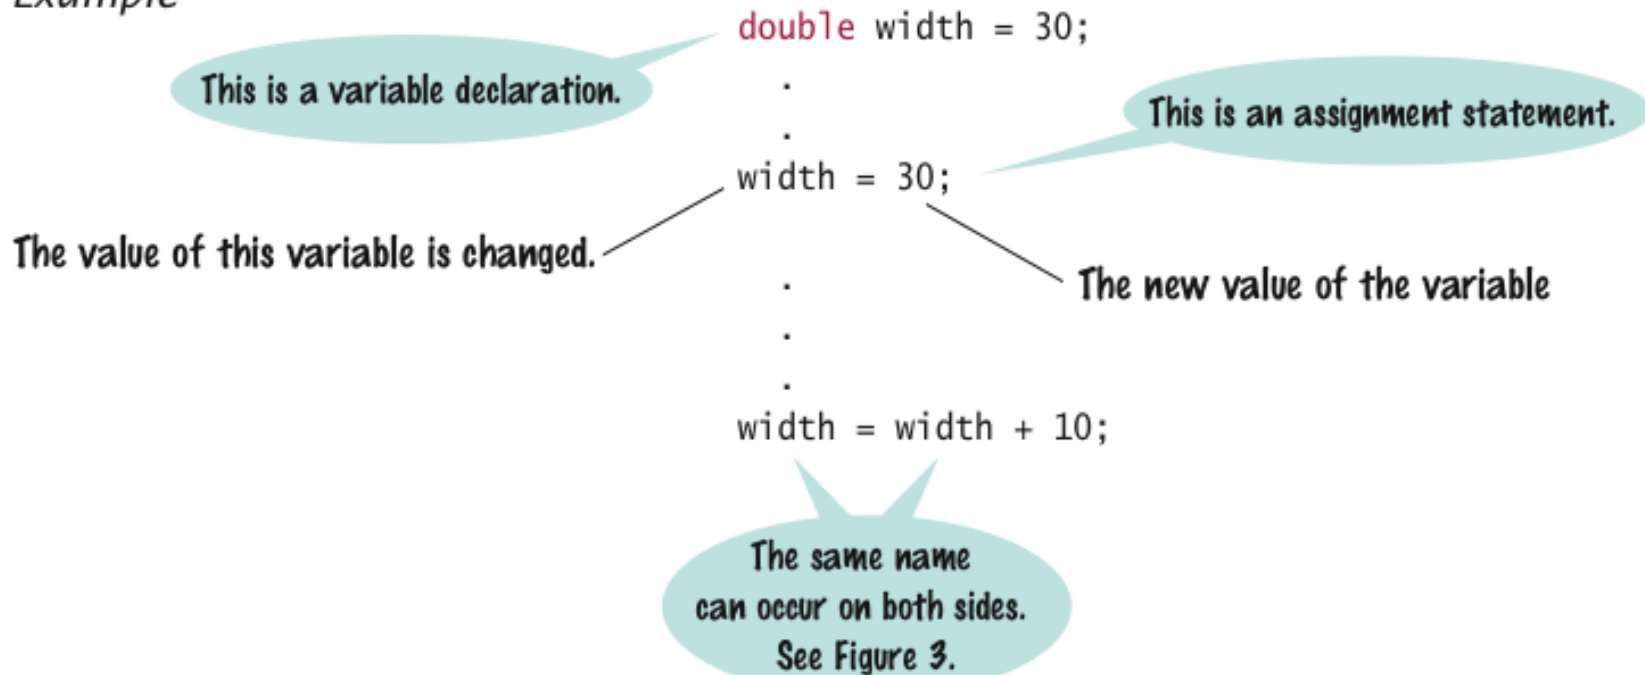 Example
double width = 30;
This is a variable declaration.
.
.
This is an assignment statement.
width = 30;
The value of this variable is changed.
The new value of the variable
.
.
.
width = width + 10;
The same name
can occur on both sides.
See Figure 3.